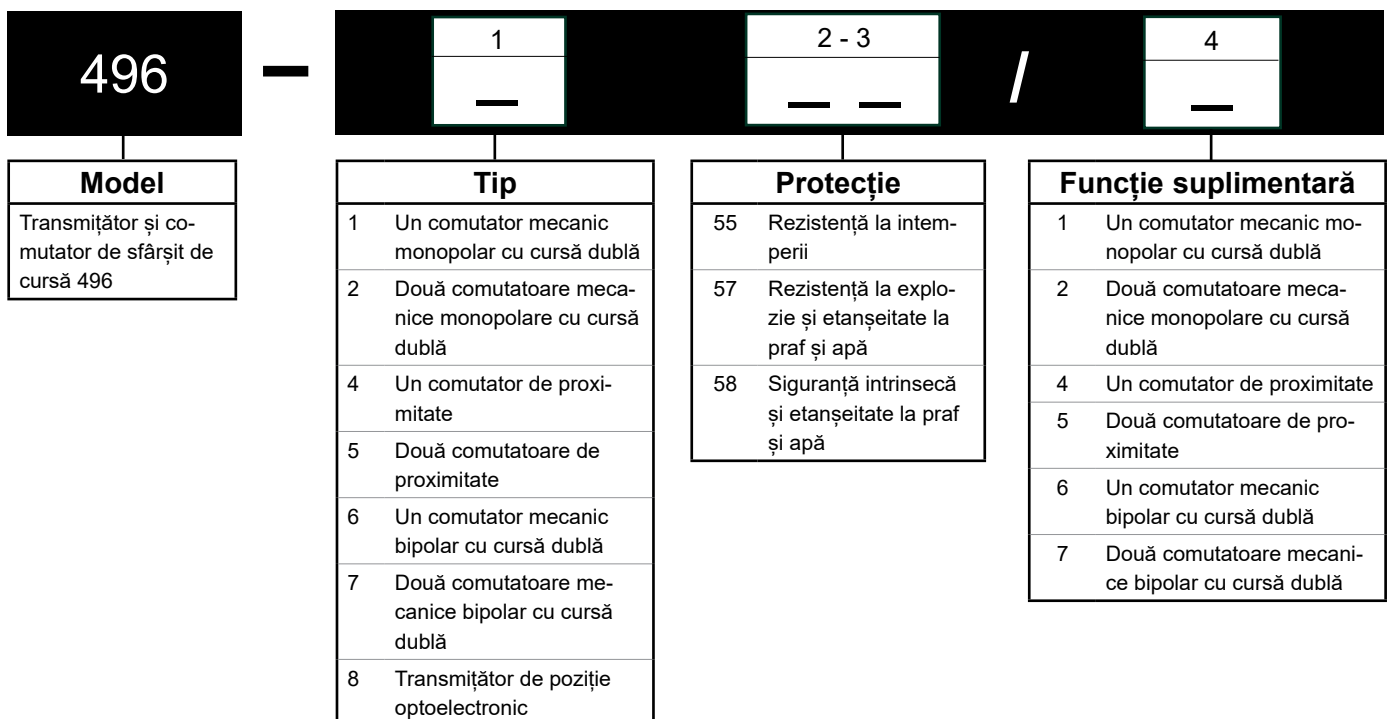 496
–
1
_
2 - 3
_ _
/
4
_
Model
Transmițător și co-
mutator de sfârșit de
cursă 496
Tip
1 Un comutator mecanic
monopolar cu cursă dublă
2 Două comutatoare meca-
nice monopolare cu cursă
dublă
4 Un comutator de proxi-
mitate
5 Două comutatoare de
proximitate
6 Un comutator mecanic
bipolar cu cursă dublă
7 Două comutatoare me-
canice bipolar cu cursă
dublă
8 Transmițător de poziție
optoelectronic
Protecție
55 Rezistență la intem-
perii
57 Rezistență la explo-
zie și etanșeitate la
praf și apă
58 Siguranță intrinsecă
și etanșeitate la praf
și apă
Funcție suplimentară
1 Un comutator mecanic mo-
nopolar cu cursă dublă
2 Două comutatoare meca-
nice monopolare cu cursă
dublă
4 Un comutator de proximitate
5 Două comutatoare de pro-
ximitate
6 Un comutator mecanic
bipolar cu cursă dublă
7 Două comutatoare mecani-
ce bipolar cu cursă dublă